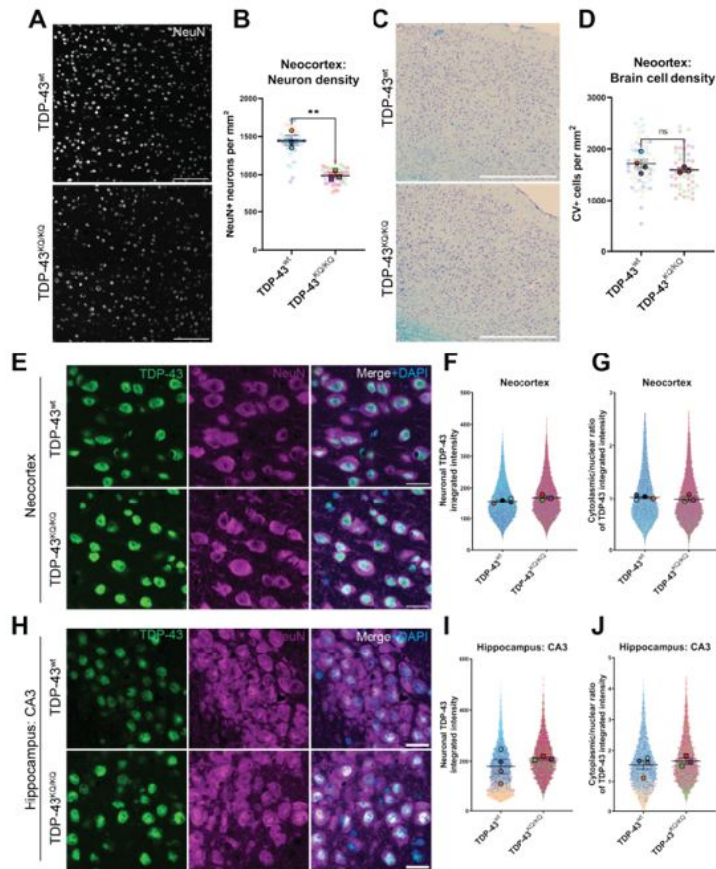 A
NeuN
TDP-43wt
TDP-43KQ/KQ
B
Neocortex:
Neuron density
NeuN+ neurons per mm2
2000
1500
1000
500
0
**
TDP-43wt
TDP-43KQ/KQ
C
TDP-43wt
TDP-43KQ/KQ
D
Neoortex:
Brain cell density
CV+ cells per mm2
3000
2000
1000
0
ns
TDP-43wt
TDP-43KQ/KQ
E
Neocortex
TDP-43wt
TDP-43KQ/KQ
TDP-43
NeuN
Merge+DAPI
F
Neocortex
Neuronal TDP-43
integrated intensity
TDP-43wt
TDP-43KQ/KQ
G
Neocortex
Cytoplasmic/nuclear ratio
of TDP-43 integrated intensity
TDP-43wt
TDP-43KQ/KQ
H
Hippocampus: CA3
TDP-43wt
TDP-43KQ/KQ
TDP-43
NeuN
Merge+DAPI
I
Hippocampus: CA3
Neuronal TDP-43
integrated intensity
TDP-43wt
TDP-43KQ/KQ
J
Hippocampus: CA3
Cytoplasmic/nuclear ratio
of TDP-43 integrated intensity
TDP-43wt
TDP-43KQ/KQ